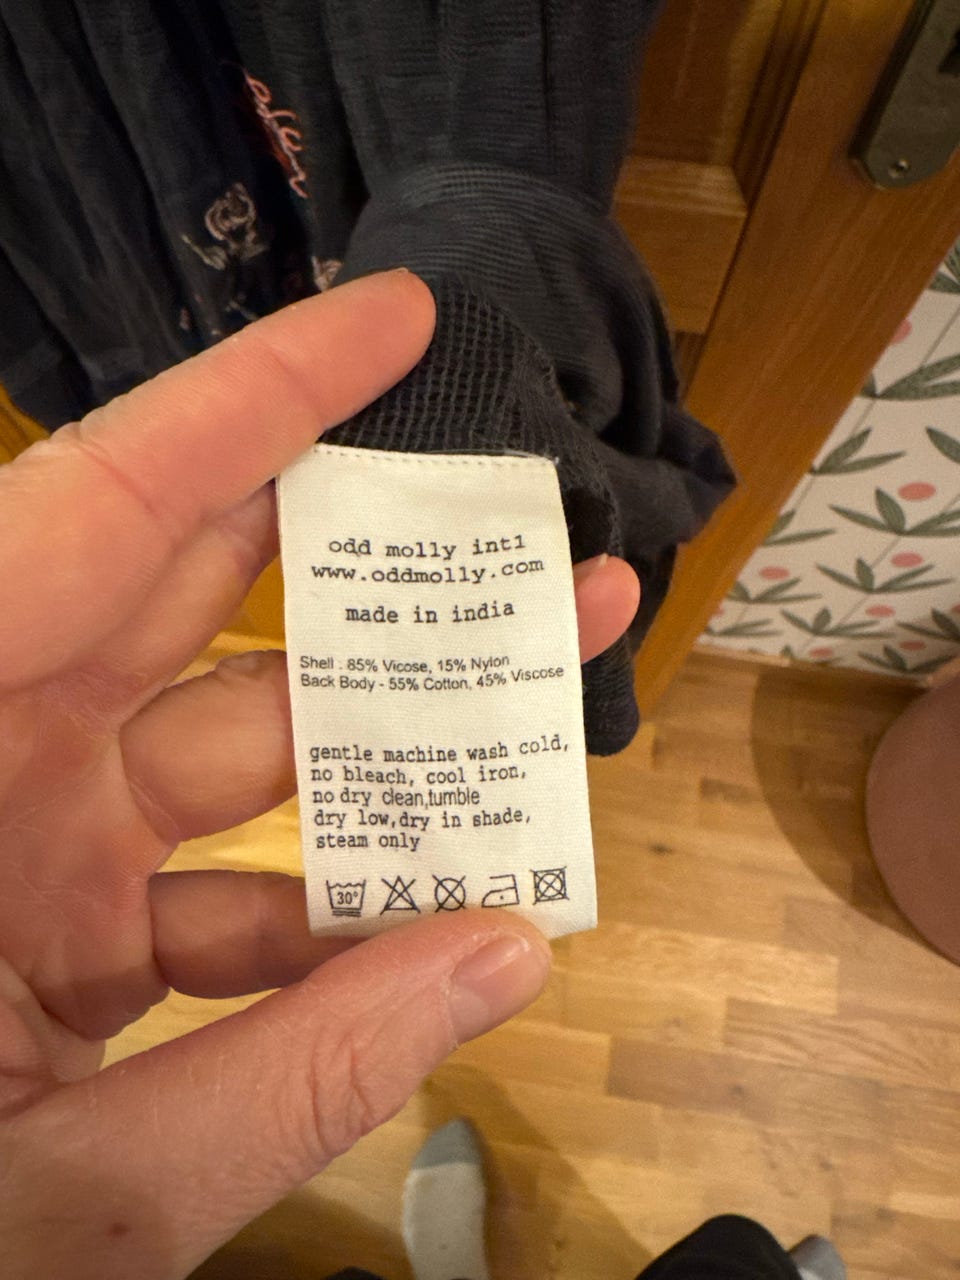 odd molly intl
www.oddmolly.com
made in india
Shell . 85% Vicose, 15% Nylon
Back Body - 55% Cotton, 45% Viscose
gentle machine wash cold,
no bleach, cool iron,
no dry clean,tumble
dry low,dry in shade,
steam only
30°